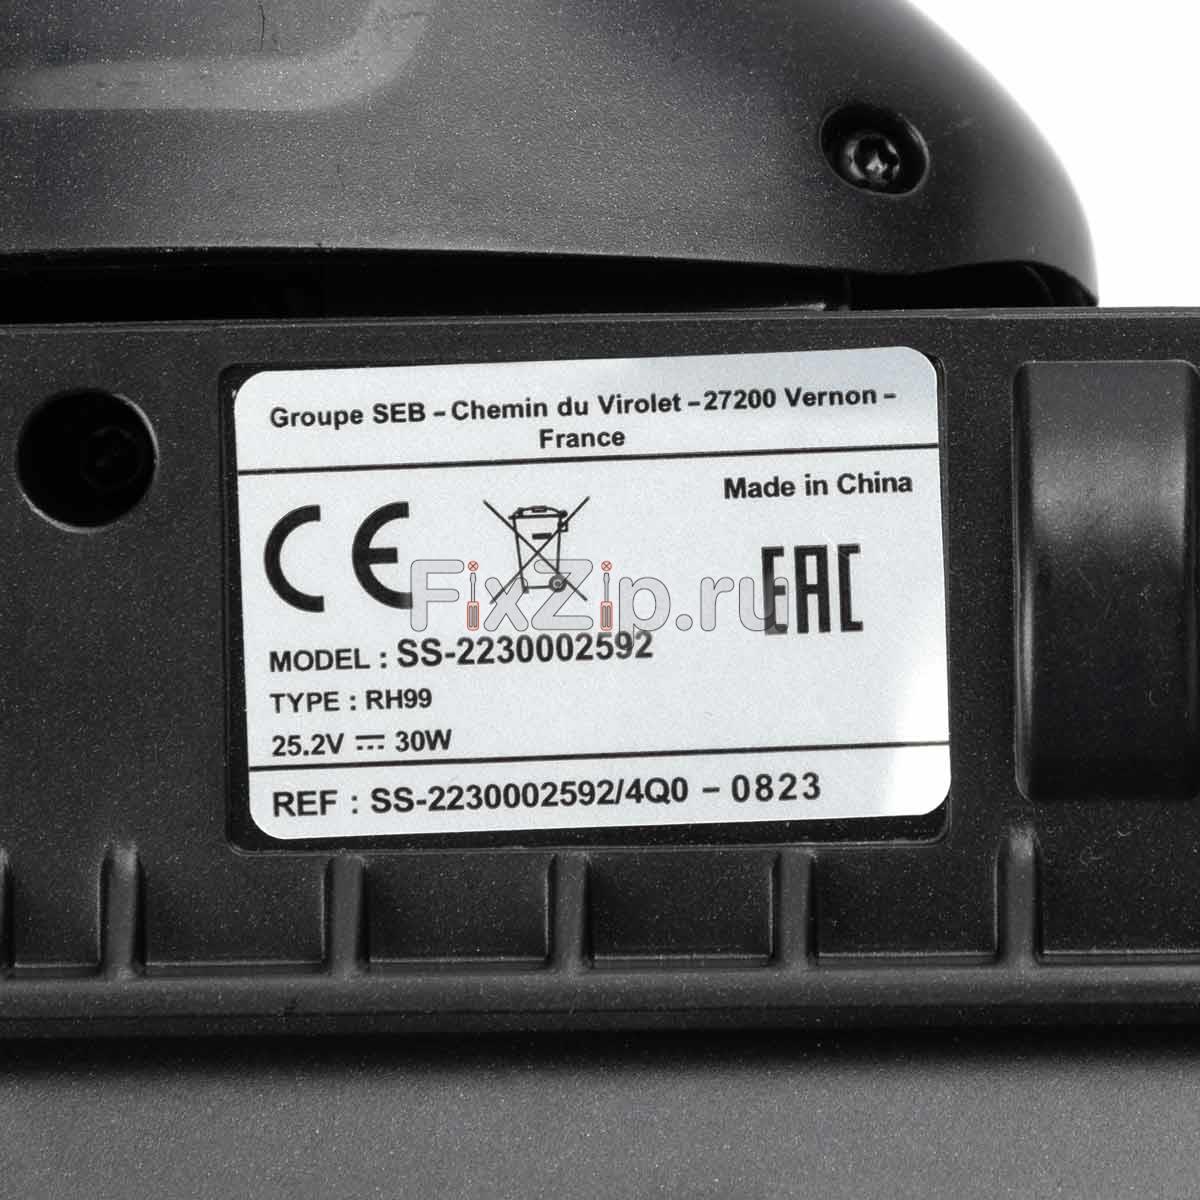 Groupe SEB – Chemin du Virolet – 27200 Vernon –
France
Made in China
CE
EAC
FixZip.ru
MODEL : SS-2230002592
TYPE : RH99
25.2V ⎓ 30W
REF : SS-2230002592/4Q0 – 0823